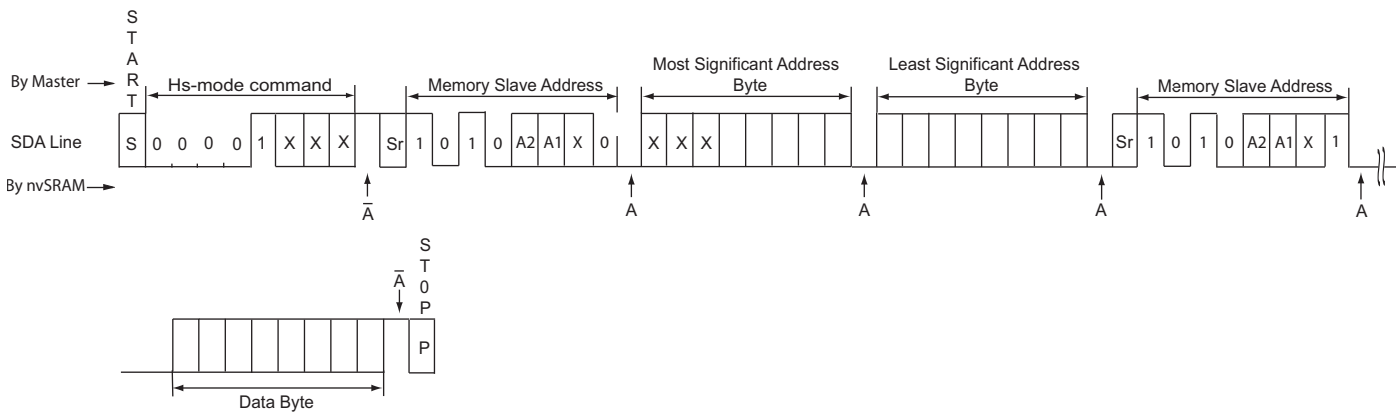 START
By Master
Hs-mode command
Memory Slave Address
Most Significant Address
Byte
Least Significant Address
Byte
Memory Slave Address
SDA Line
S 0 0 0 0 1 X X X Sr 1 0 1 0 A2 A1 X 0 X X X Sr 1 0 1 0 A2 A1 X 1
By nvSRAM
A̅ A A A A
A̅
ST0P
P
Data Byte